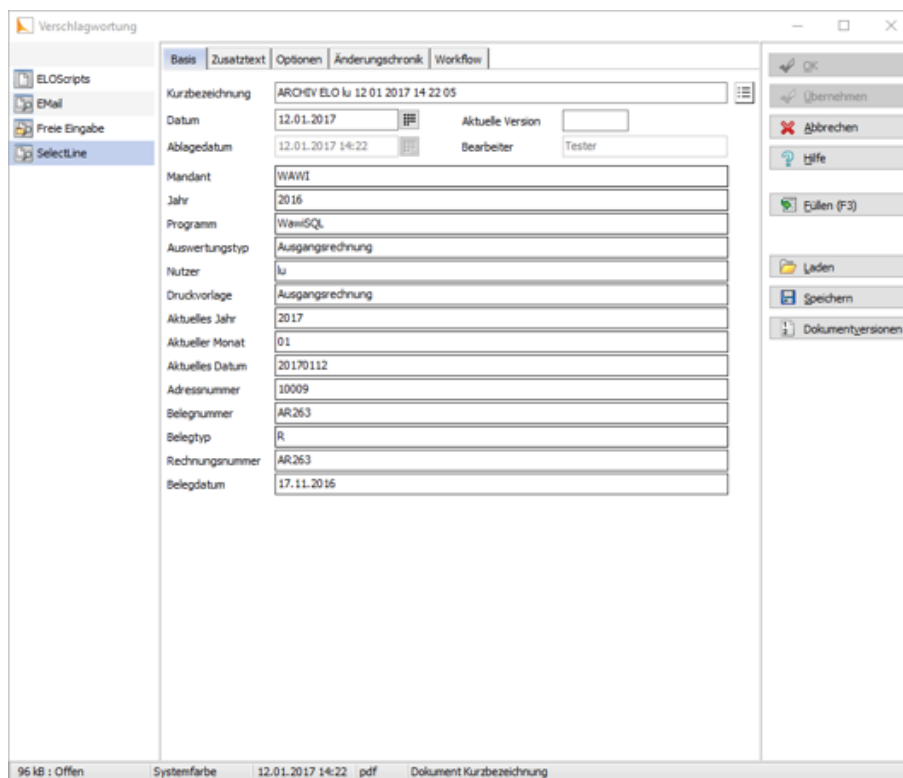 Verschlagwortung
ELOScripts
EMail
Freie Eingabe
SelectLine
Basis Zusatztext Optionen Änderungschronik Workflow
Kurzbezeichnung ARCHIV ELO lu 12 01 2017 14 22 05
Datum 12.01.2017 Aktuelle Version
Ablagedatum 12.01.2017 14:22 Bearbeiter Tester
Mandant WAWI
Jahr 2016
Programm WawiSQL
Auswertungstyp Ausgangsrechnung
Nutzer lu
Druckvorlage Ausgangsrechnung
Aktuelles Jahr 2017
Aktueller Monat 01
Aktuelles Datum 20170112
Adressnummer 10009
Belegnummer AR263
Belegtyp R
Rechnungsnummer AR263
Belegdatum 17.11.2016
OK
Übernehmen
Abbrechen
Hilfe
Füllen (F3)
Laden
Speichern
Dokumentversionen
96 kB : Offen Systemfarbe 12.01.2017 14:22 pdf Dokument Kurzbezeichnung